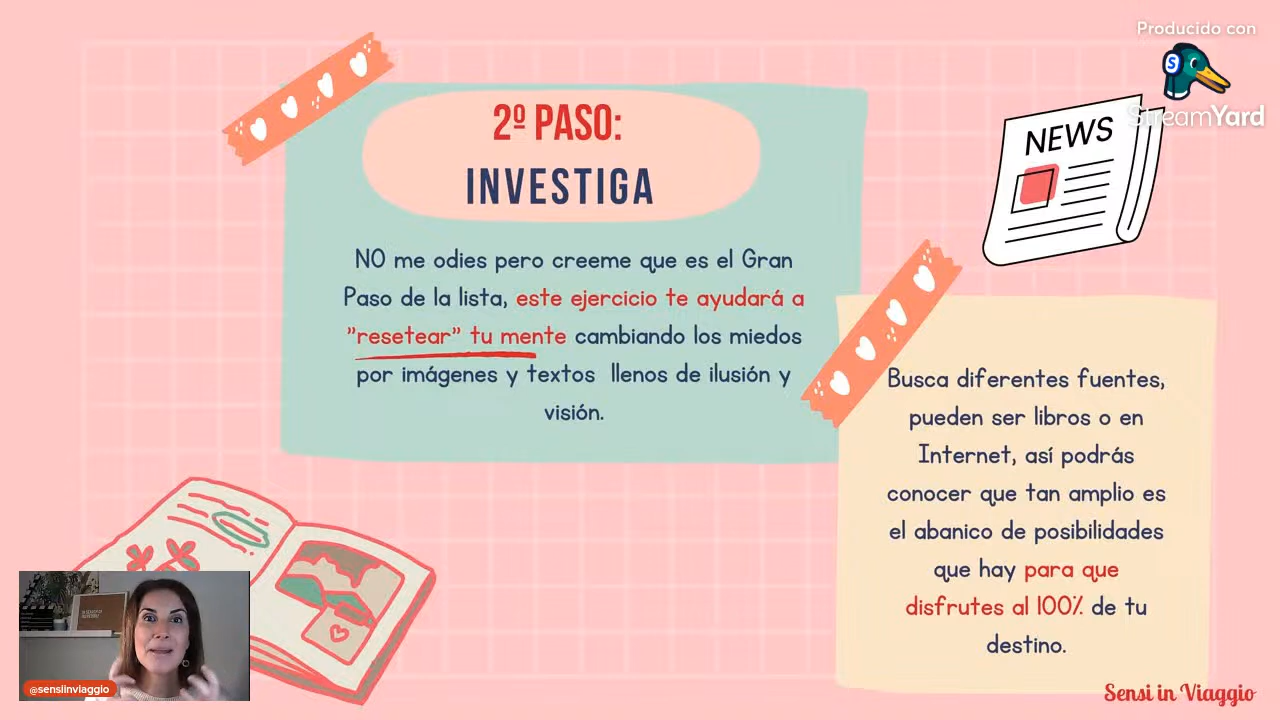 Producido con
StreamYard
2º PASO:
INVESTIGA
NO me odies pero creeme que es el Gran
Paso de la lista, este ejercicio te ayudará a
"resetear" tu mente cambiando los miedos
por imágenes y textos llenos de ilusión y
visión.
NEWS
Busca diferentes fuentes,
pueden ser libros o en
Internet, así podrás
conocer que tan amplio es
el abanico de posibilidades
que hay para que
disfrutes al 100% de tu
destino.
@sensiinviaggio
Sensi in Viaggio